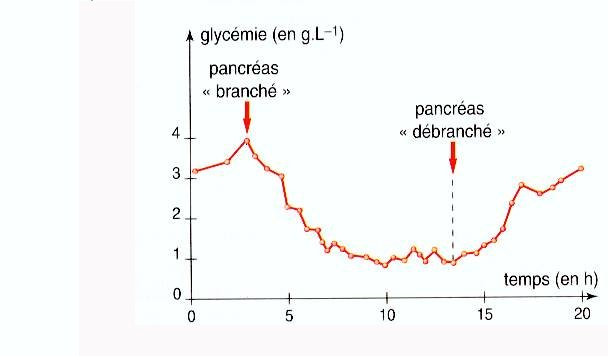 glycémie (en g.L⁻¹)
pancréas
« branché »
pancréas
« débranché »
4
3
2
1
0
temps (en h)
0 5 10 15 20